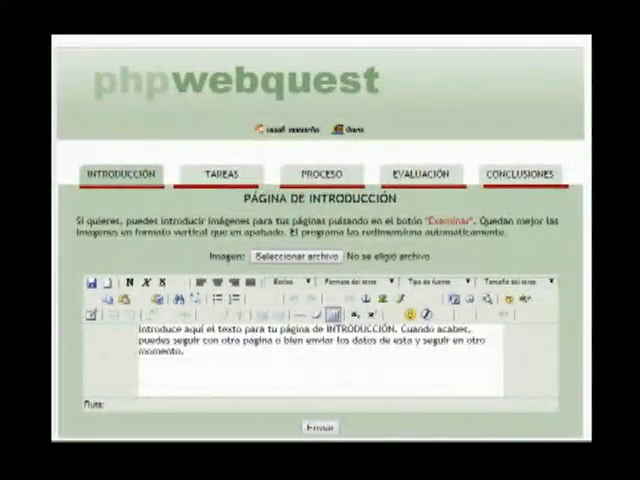 phpwebquest
INTRODUCCIÓN TAREAS PROCESO EVALUACIÓN CONCLUSIONES
PÁGINA DE INTRODUCCIÓN
Si quieres, puedes introducir imágenes para tus páginas pulsando en el botón "Examinar". Quedan mejor las
imágenes en formato vertical que en apaisado. El programa las redimensiona automaticamente.
Imagen: Seleccionar archivo No se eligió archivo
Introduce aquí el texto para tu página de INTRODUCCIÓN. Cuando acabes,
puedes seguir con otra página o bien enviar los datos de esta y seguir en otro
momento.
Ruta:
Enviar